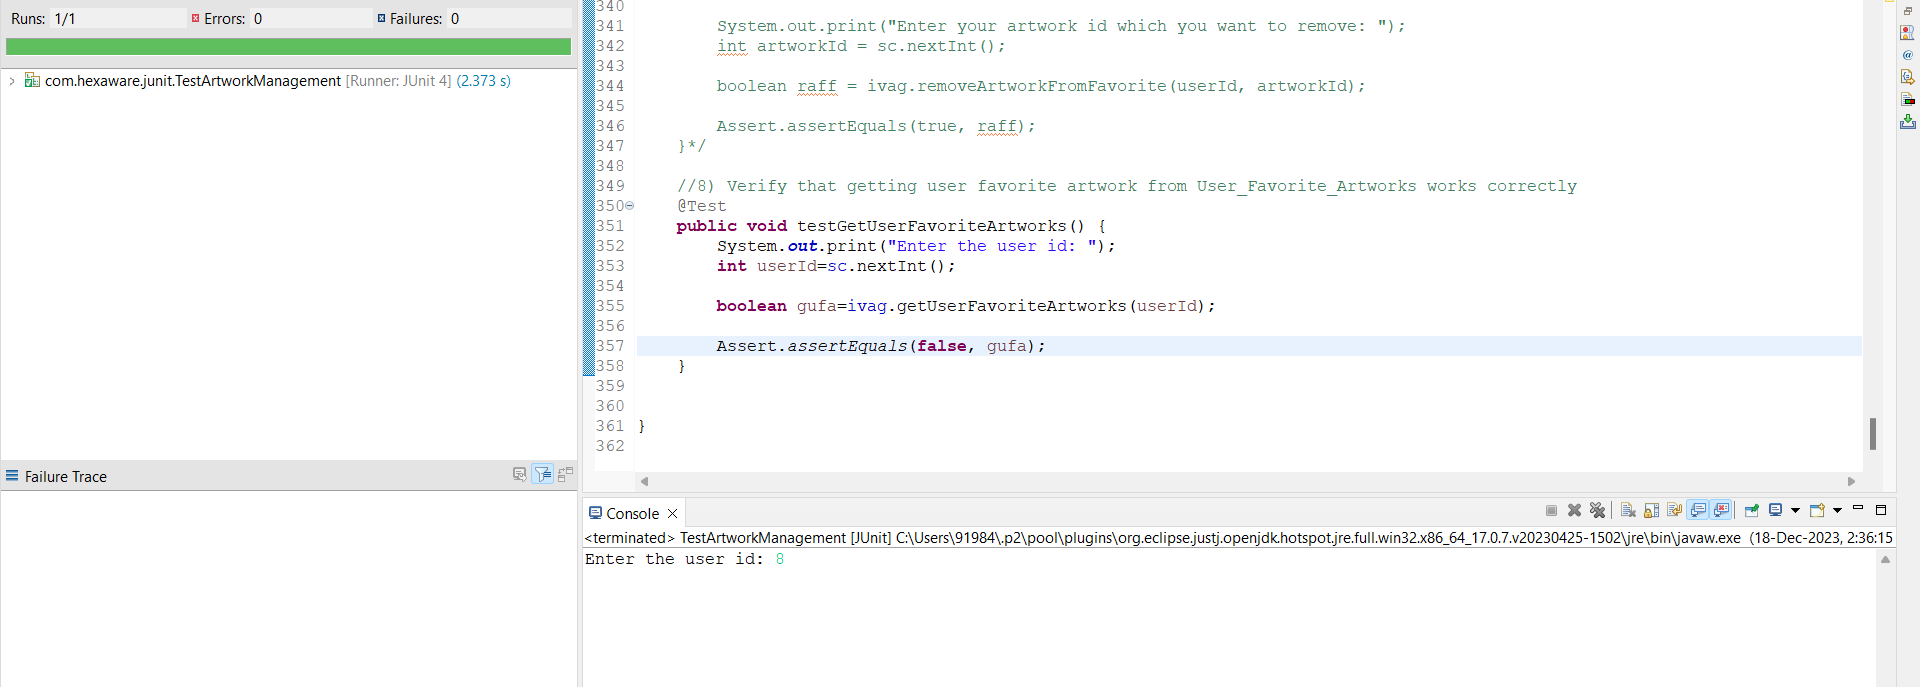 Runs: 1/1 Errors: 0 Failures: 0
com.hexaware.junit.TestArtworkManagement [Runner: JUnit 4] (2.373 s)
Failure Trace
340
341 System.out.print("Enter your artwork id which you want to remove: ");
342 int artworkId = sc.nextInt();
343
344 boolean raff = ivag.removeArtworkFromFavorite(userId, artworkId);
345
346 Assert.assertEquals(true, raff);
347 }*/
348
349 //8) Verify that getting user favorite artwork from User_Favorite_Artworks works correctly
350 @Test
351 public void testGetUserFavoriteArtworks() {
352 System.out.print("Enter the user id: ");
353 int userId=sc.nextInt();
354
355 boolean gufa=ivag.getUserFavoriteArtworks(userId);
356
357 Assert.assertEquals(false, gufa);
358 }
359
360
361 }
362
Console
<terminated> TestArtworkManagement [JUnit] C:\Users\91984\.p2\pool\plugins\org.eclipse.justj.openjdk.hotspot.jre.full.win32.x86_64_17.0.7.v20230425-1502\jre\bin\javaw.exe (18-Dec-2023, 2:36:15
Enter the user id: 8